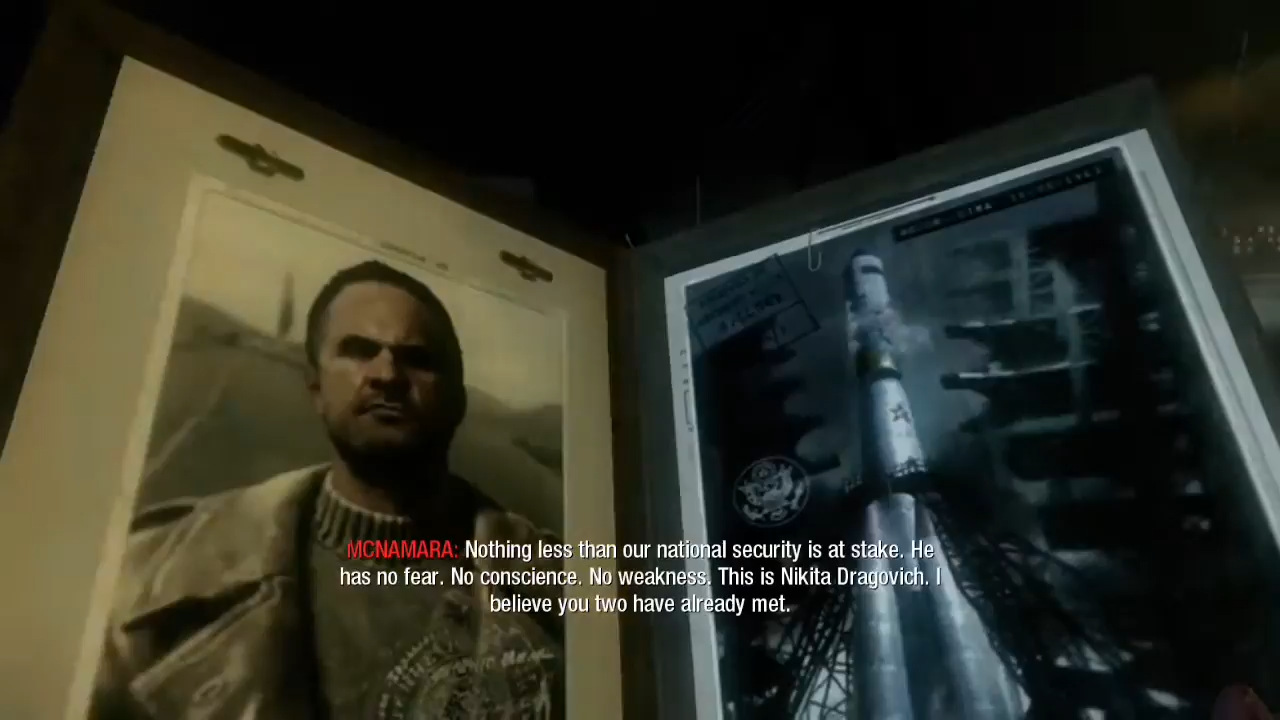 MCNAMARA: Nothing less than our national security is at stake. He
has no fear. No conscience. No weakness. This is Nikita Dragovich. I
believe you two have already met.